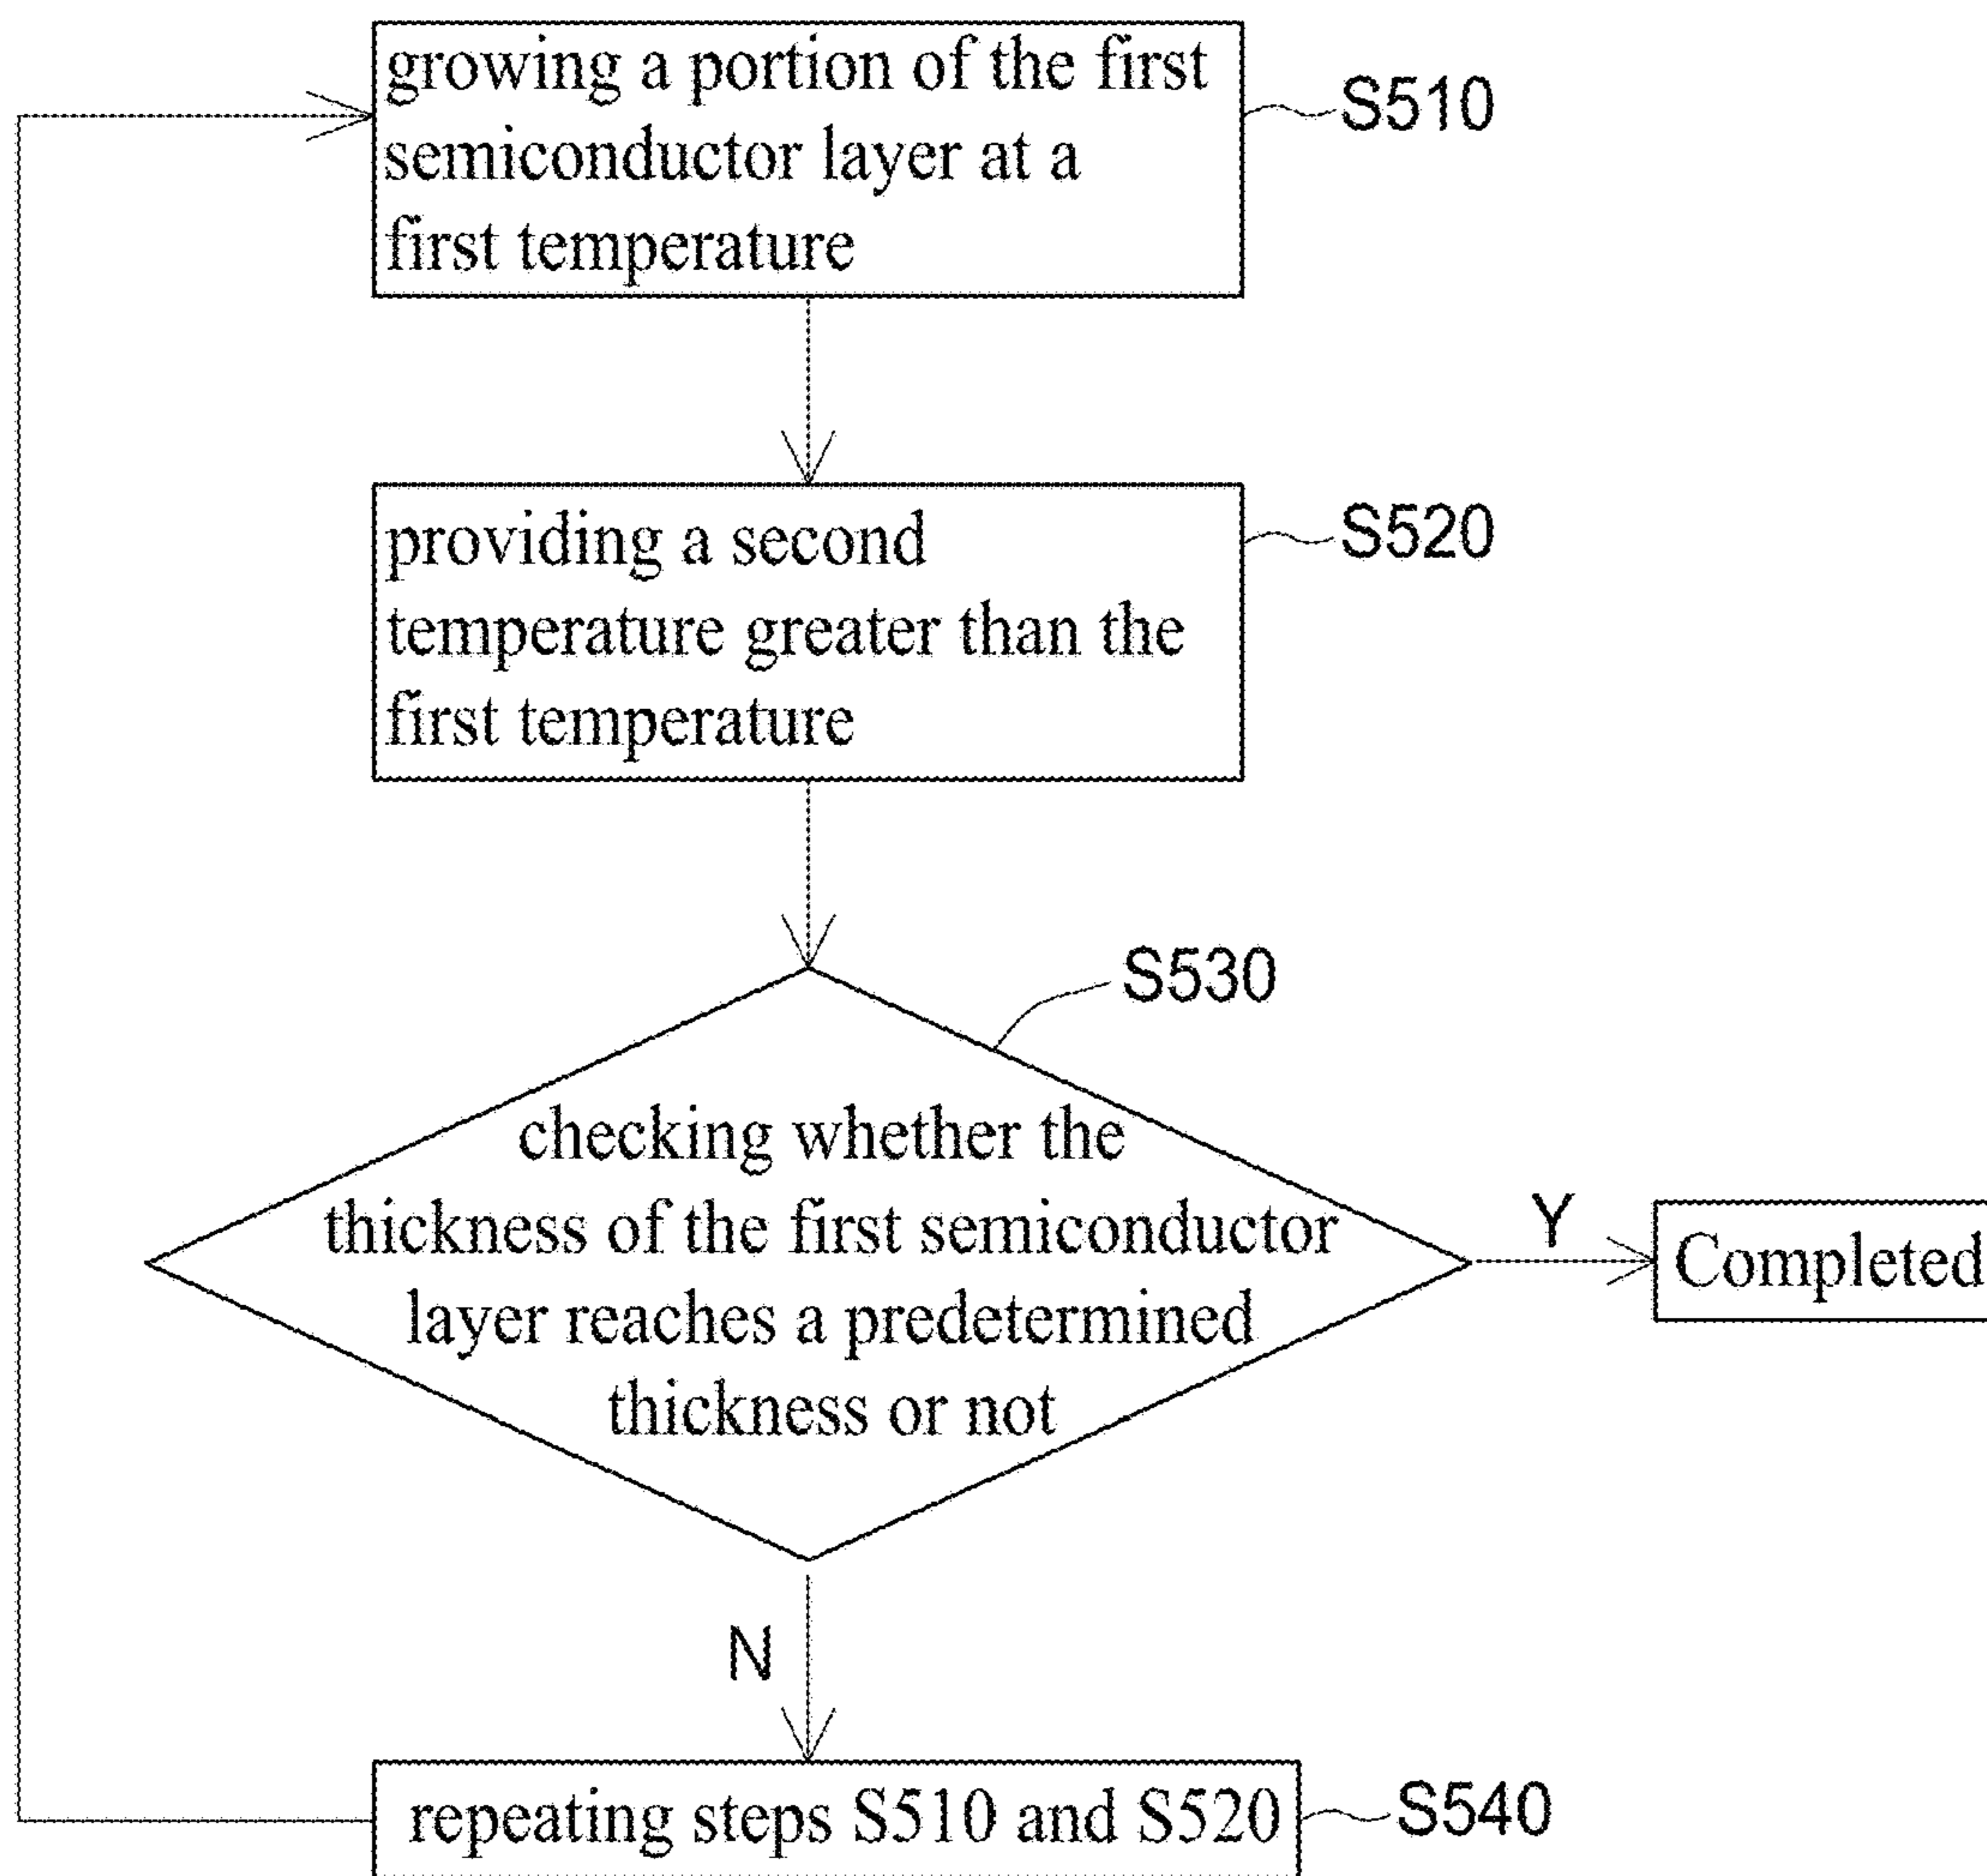 growing a portion of the first
semiconductor layer at a
first temperature
S510
providing a second
temperature greater than the
first temperature
S520
S530
checking whether the
thickness of the first semiconductor
layer reaches a predetermined
thickness or not
Y
Completed
N
repeating steps S510 and S520
S540